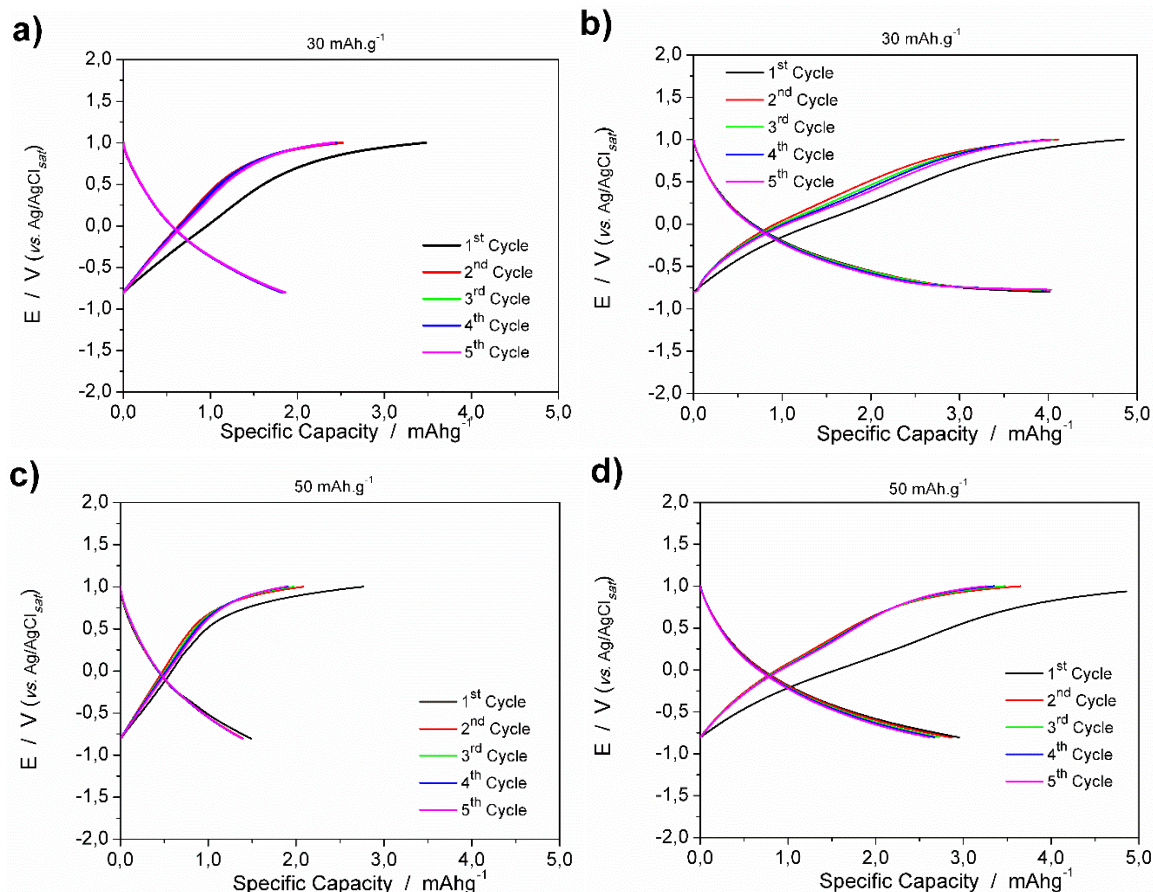 a)
30 mAh.g⁻¹
2,0
1,5
1,0
0,5
0,0
-0,5
-1,0
-1,5
-2,0
E / V (vs. Ag/AgCl_sat)
1st Cycle
2nd Cycle
3rd Cycle
4th Cycle
5th Cycle
0,0 1,0 2,0 3,0 4,0 5,0
Specific Capacity / mAhg⁻¹
b)
30 mAh.g⁻¹
2,0
1,5
1,0
0,5
0,0
-0,5
-1,0
-1,5
-2,0
E / V (vs. Ag/AgCl_sat)
1st Cycle
2nd Cycle
3rd Cycle
4th Cycle
5th Cycle
0,0 1,0 2,0 3,0 4,0 5,0
Specific Capacity / mAhg⁻¹
c)
50 mAh.g⁻¹
2,0
1,5
1,0
0,5
0,0
-0,5
-1,0
-1,5
-2,0
E / V (vs. Ag/AgCl_sat)
1st Cycle
2nd Cycle
3rd Cycle
4th Cycle
5th Cycle
0,0 1,0 2,0 3,0 4,0 5,0
Specific Capacity / mAhg⁻¹
d)
50 mAh.g⁻¹
2,0
1,5
1,0
0,5
0,0
-0,5
-1,0
-1,5
-2,0
E / V (vs. Ag/AgCl_sat)
1st Cycle
2nd Cycle
3rd Cycle
4th Cycle
5th Cycle
0,0 1,0 2,0 3,0 4,0 5,0
Specific Capacity / mAhg⁻¹